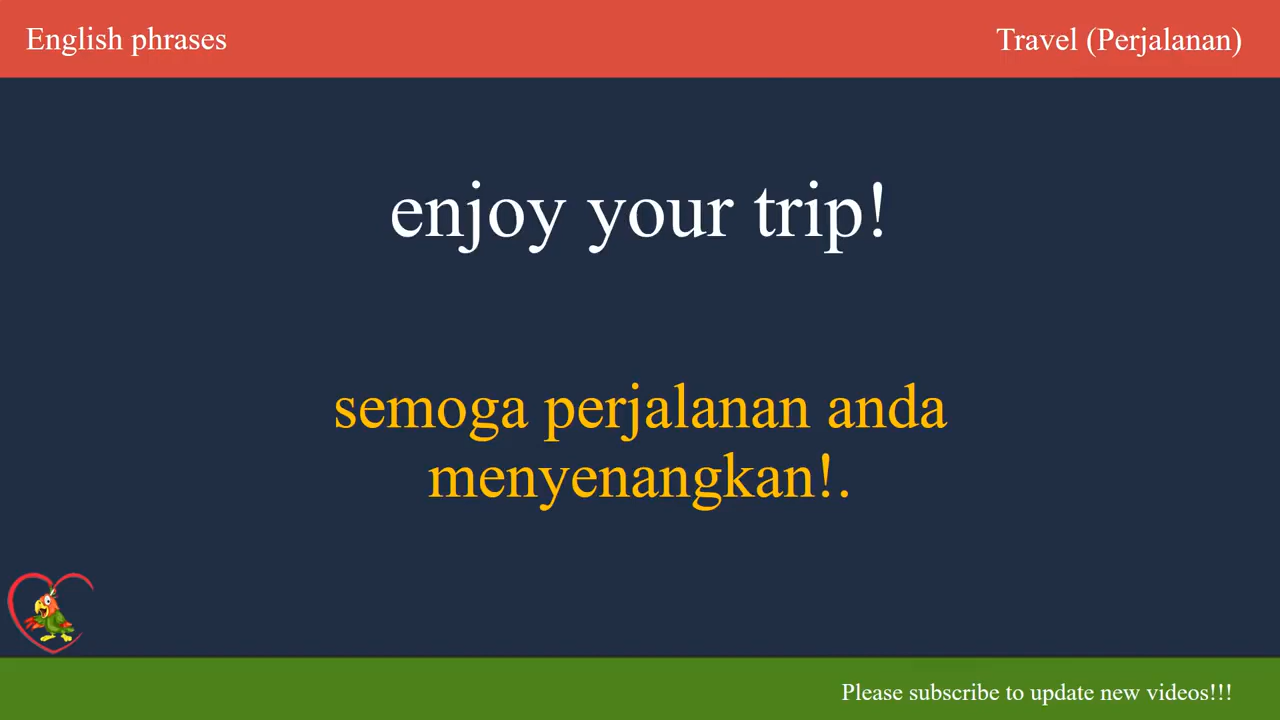 English phrases
Travel (Perjalanan)
enjoy your trip!
semoga perjalanan anda
menyenangkan!.
Please subscribe to update new videos!!!